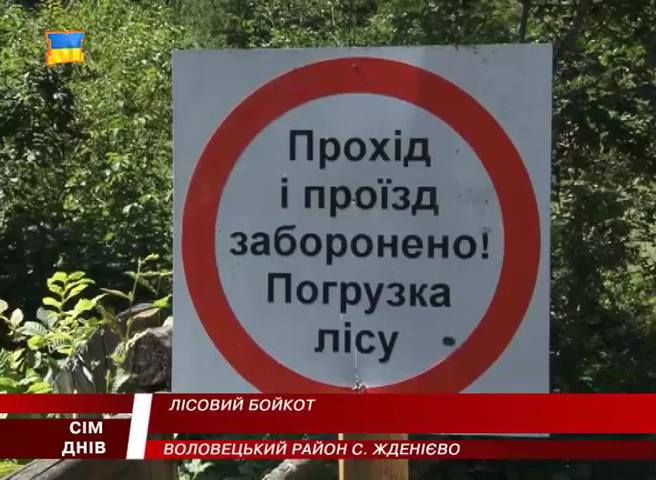 Прохід
і проїзд
заборонено!
Погрузка
лісу
ЛІСОВИЙ БОЙКОТ
СІМ
ДНІВ
ВОЛОВЕЦЬКИЙ РАЙОН С. ЖДЕНІЄВО